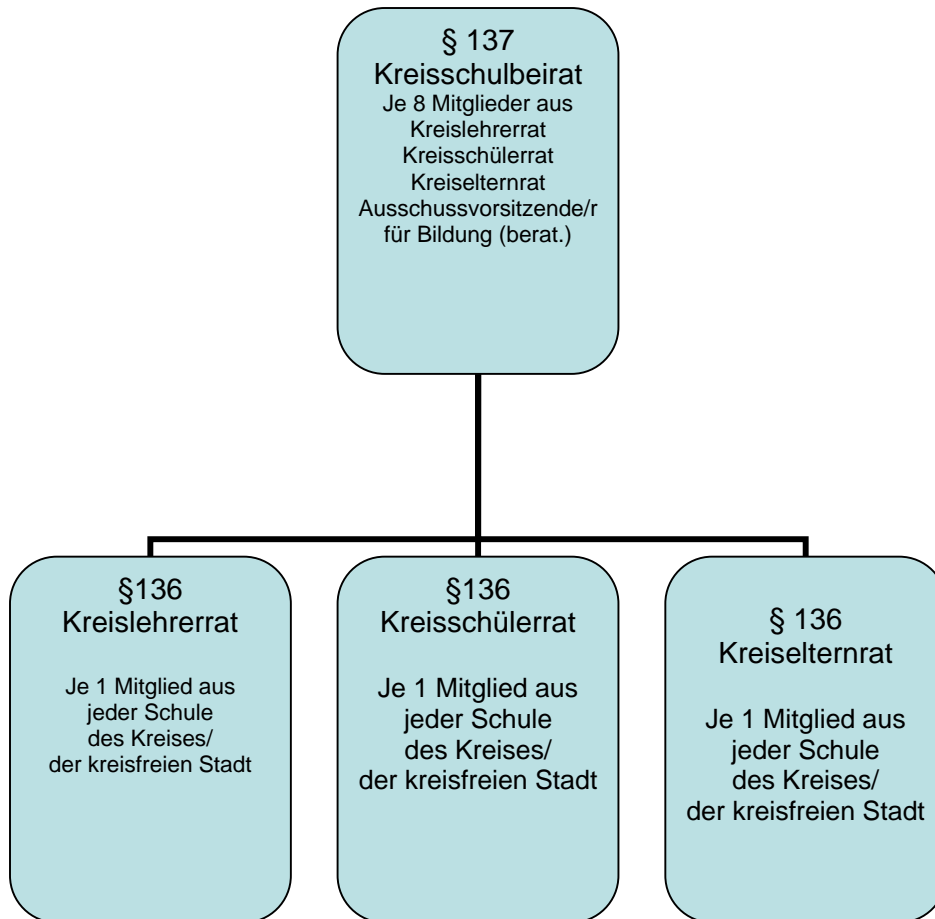 § 137
Kreisschulbeirat
Je 8 Mitglieder aus
Kreislehrerrat
Kreisschülerrat
Kreiselternrat
Ausschussvorsitzende/r
für Bildung (berat.)
§136
Kreislehrerrat
Je 1 Mitglied aus
jeder Schule
des Kreises/
der kreisfreien Stadt
§136
Kreisschülerrat
Je 1 Mitglied aus
jeder Schule
des Kreises/
der kreisfreien Stadt
§ 136
Kreiselternrat
Je 1 Mitglied aus
jeder Schule
des Kreises/
der kreisfreien Stadt